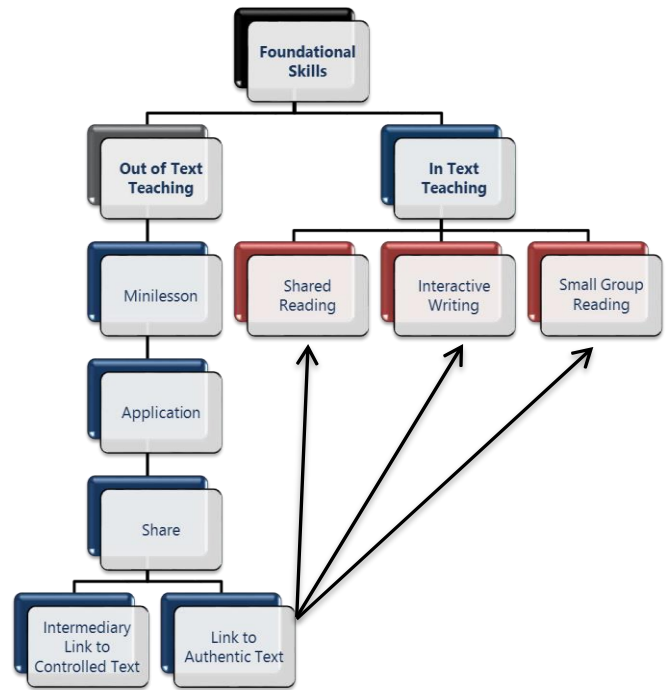 Foundational
Skills
Out of Text
Teaching
In Text
Teaching
Minilesson
Shared
Reading
Interactive
Writing
Small Group
Reading
Application
Share
Intermediary
Link to
Controlled Text
Link to
Authentic Text